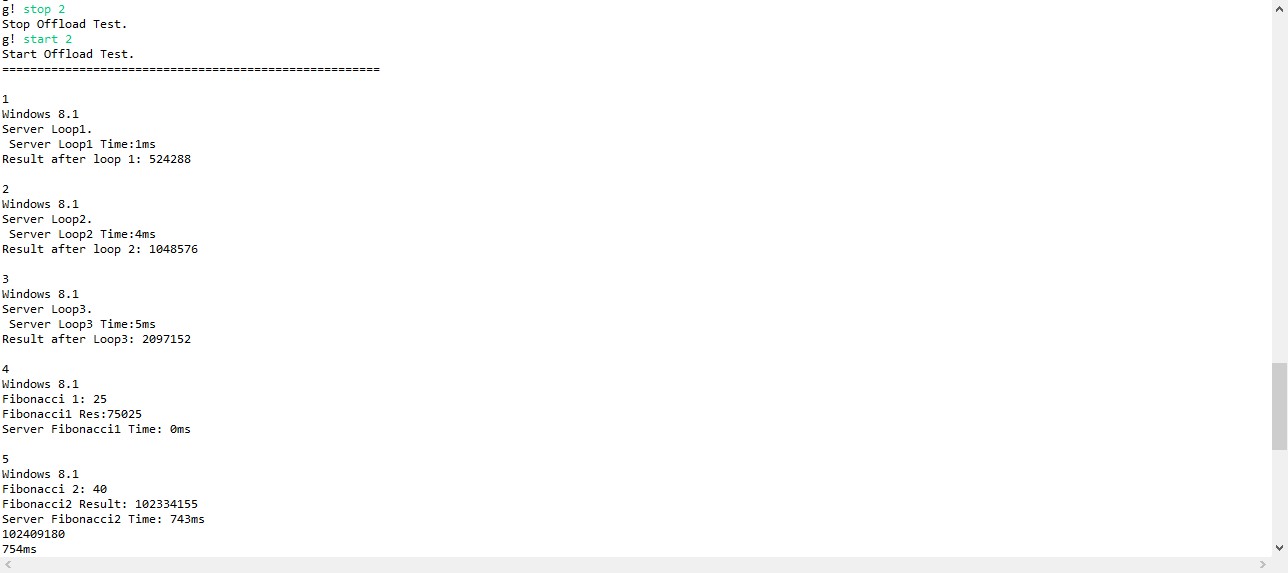 g! stop 2
Stop Offload Test.
g! start 2
Start Offload Test.
======================================================
1
Windows 8.1
Server Loop1.
Server Loop1 Time:1ms
Result after loop 1: 524288
2
Windows 8.1
Server Loop2.
Server Loop2 Time:4ms
Result after loop 2: 1048576
3
Windows 8.1
Server Loop3.
Server Loop3 Time:5ms
Result after Loop3: 2097152
4
Windows 8.1
Fibonacci 1: 25
Fibonacci1 Res:75025
Server Fibonacci1 Time: 0ms
5
Windows 8.1
Fibonacci 2: 40
Fibonacci2 Result: 102334155
Server Fibonacci2 Time: 743ms
102409180
754ms